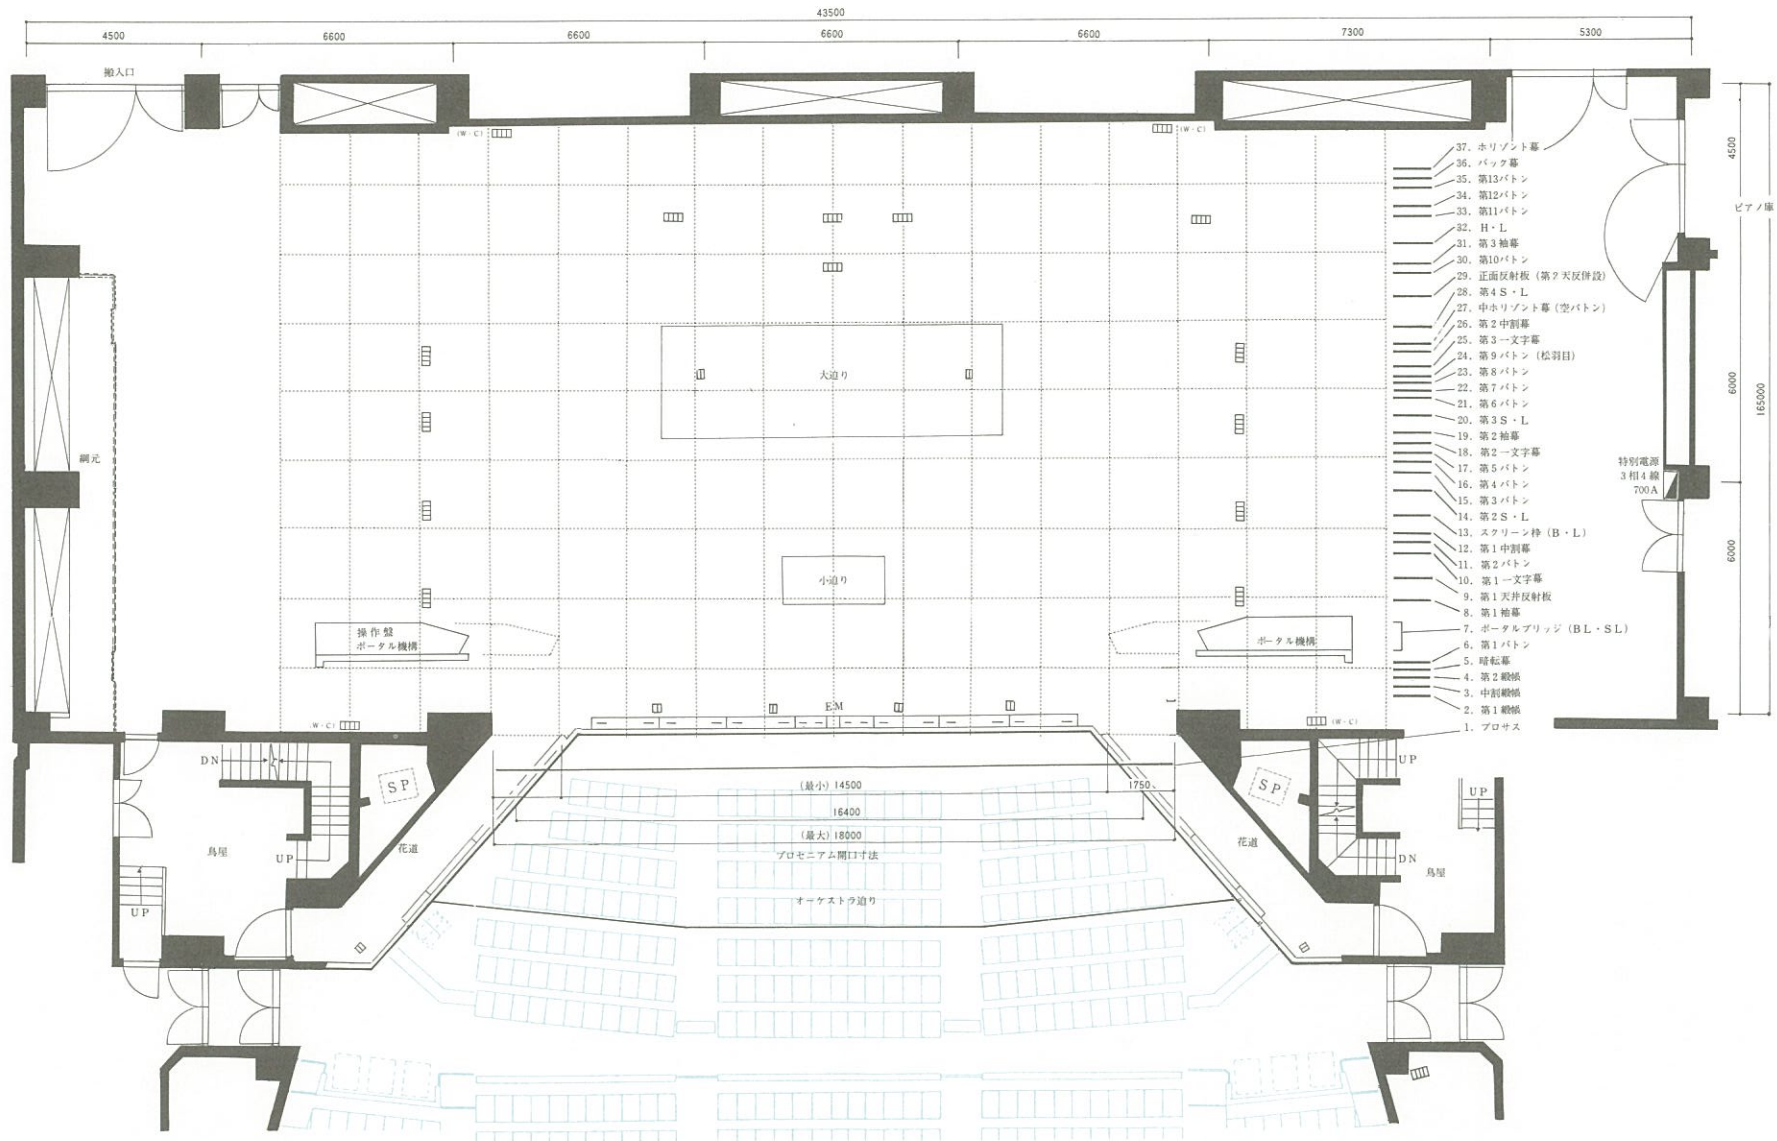 43500
4500
6600
6600
6600
6600
7300
5300
搬入口
(W・C)
(W・C)
4500
ピアノ庫
6000
165000
6000
37. ホリゾント幕
36. バック幕
35. 第13バトン
34. 第12バトン
33. 第11バトン
32. H・L
31. 第3袖幕
30. 第10バトン
29. 正面反射板(第2天反併設)
28. 第4S・L
27. 中ホリゾント幕(空バトン)
26. 第2中割幕
25. 第3一文字幕
24. 第9バトン(松羽目)
23. 第8バトン
22. 第7バトン
21. 第6バトン
20. 第3S・L
19. 第2袖幕
18. 第2一文字幕
17. 第5バトン
16. 第4バトン
15. 第3バトン
14. 第2S・L
13. スクリーン枠(B・L)
12. 第1中割幕
11. 第2バトン
10. 第1一文字幕
9. 第1天井反射板
8. 第1袖幕
7. ポータルブリッジ(BL・SL)
6. 第1バトン
5. 暗転幕
4. 第2緞帳
3. 中割緞帳
2. 第1緞帳
1. プロサス
特別電源
3相4線
700A
大迫り
綱元
小迫り
操作盤
ポータル機構
ポータル機構
EM
(W・C)
(W・C)
DN
SP
SP
UP
UP
(最小)14500
1750
16400
(最大)18000
プロセニアム開口寸法
オーケストラ迫り
花道
花道
鳥屋
UP
UP
DN
鳥屋